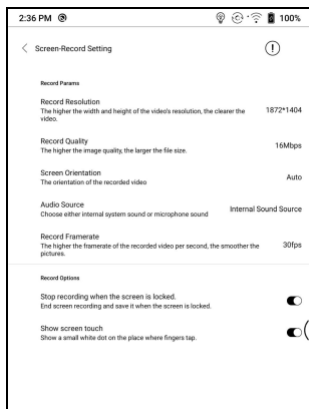 2:36 PM 100%
Screen-Record Setting
Record Params
Record Resolution
The higher the width and height of the video's resolution, the clearer the 1872*1404
video.
Record Quality
The higher the image quality, the larger the file size. 16Mbps
Screen Orientation
The orientation of the recorded video Auto
Audio Source
Choose either internal system sound or microphone sound Internal Sound Source
Record Framerate
The higher the framerate of the recorded video per second, the smoother the 30fps
pictures.
Record Options
Stop recording when the screen is locked.
End screen recording and save it when the screen is locked.
Show screen touch
Show a small white dot on the place where fingers tap.